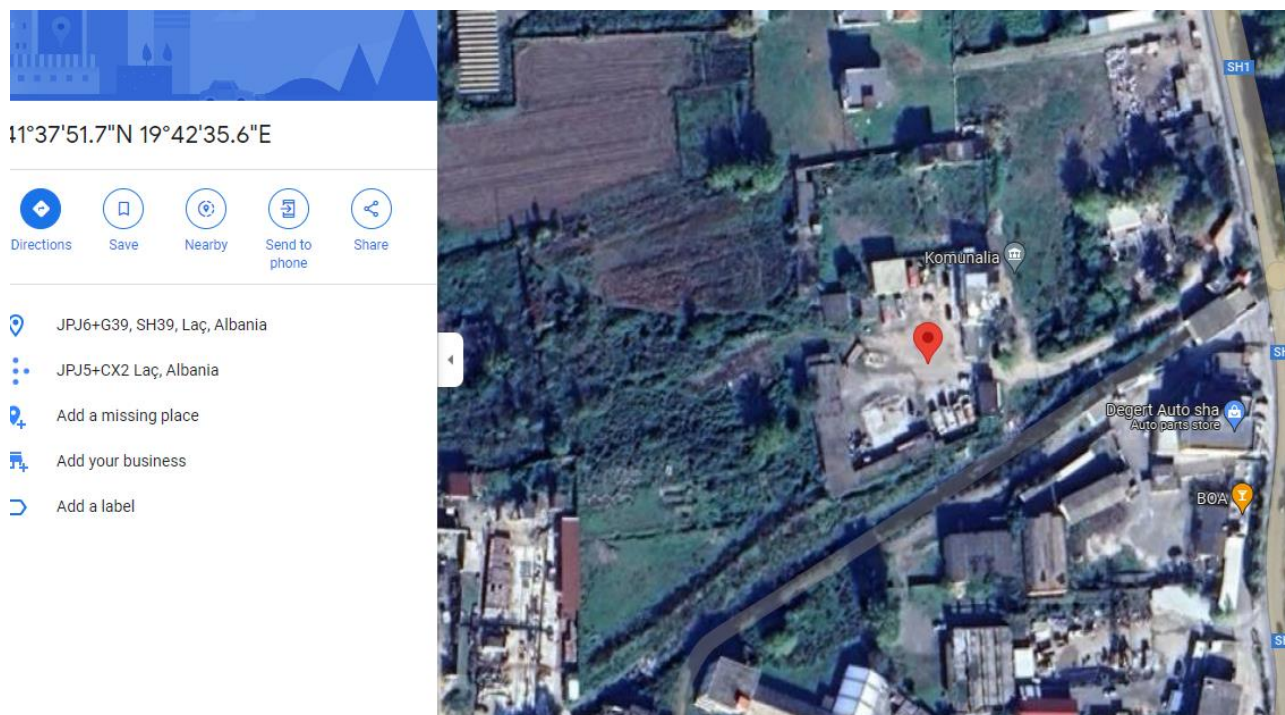 41°37'51.7"N 19°42'35.6"E
Directions
Save
Nearby
Send to
phone
Share
JPJ6+G39, SH39, Laç, Albania
JPJ5+CX2 Laç, Albania
Add a missing place
Add your business
Add a label
SH1
Komunalia
Degert Auto sha
Auto parts store
BOA